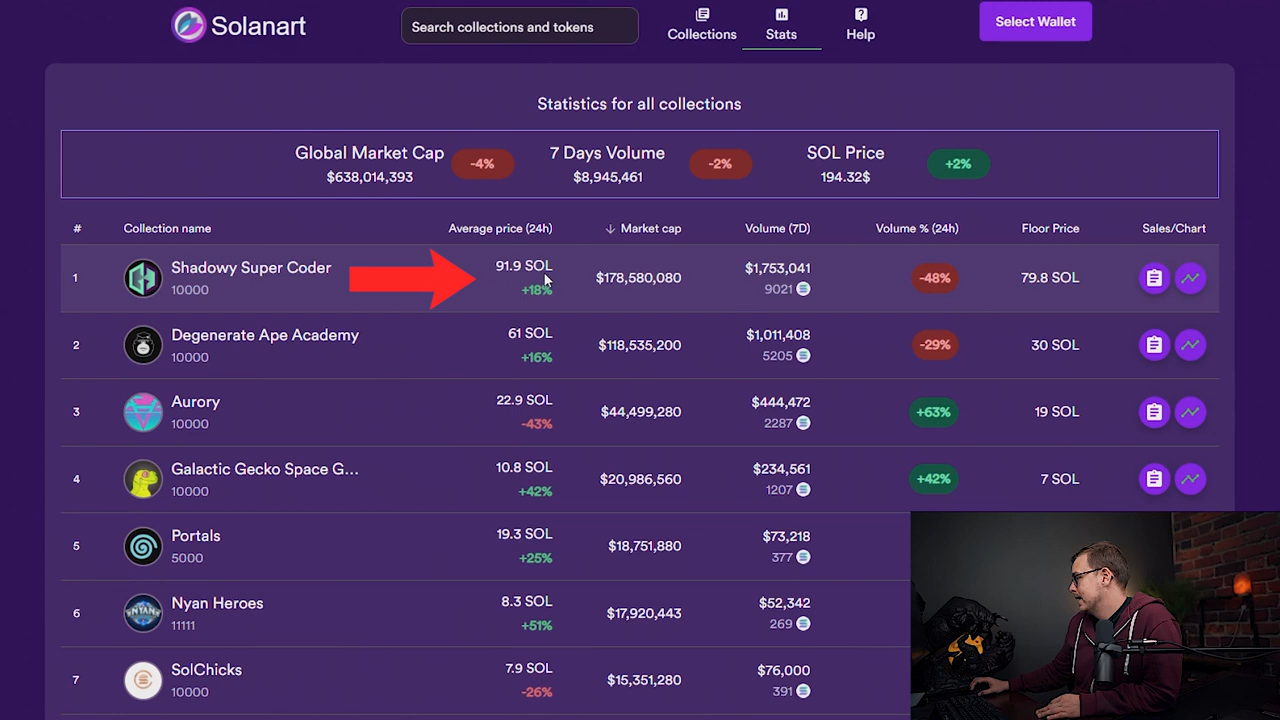 Solanart
Search collections and tokens
Collections
Stats
Help
Select Wallet
Statistics for all collections
Global Market Cap
$638,014,393
-4%
7 Days Volume
$8,945,461
-2%
SOL Price
194.32$
+2%
# Collection name Average price (24h) ↓ Market cap Volume (7D) Volume % (24h) Floor Price Sales/Chart
1 Shadowy Super Coder 91.9 SOL $178,580,080 $1,753,041 -48% 79.8 SOL
10000 +18% 9021
2 Degenerate Ape Academy 61 SOL $118,535,200 $1,011,408 -29% 30 SOL
10000 +16% 5205
3 Aurory 22.9 SOL $44,499,280 $444,472 +63% 19 SOL
10000 -43% 2287
4 Galactic Gecko Space G... 10.8 SOL $20,986,560 $234,561 +42% 7 SOL
10000 +42% 1207
5 Portals 19.3 SOL $18,751,880 $73,218
5000 +25% 377
6 Nyan Heroes 8.3 SOL $17,920,443 $52,342
11111 +51% 269
7 SolChicks 7.9 SOL $15,351,280 $76,000
10000 -26% 391